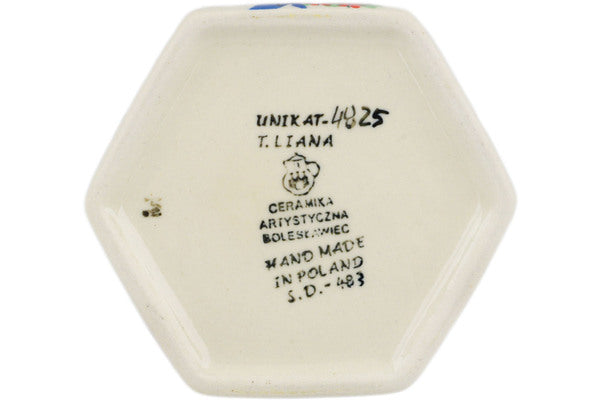 UNIKAT-4825
T. LIANA
CERAMIKA
ARTYSTYCZNA
BOLESŁAWIEC
HAND MADE
IN POLAND
S.D.-483